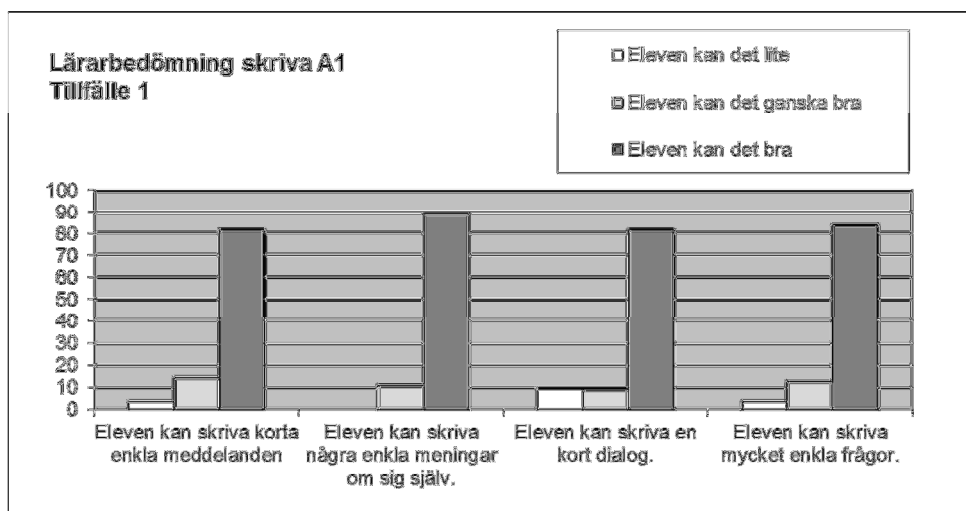 Lärarbedömning skriva A1
Tillfälle 1
Eleven kan det lite
Eleven kan det ganska bra
Eleven kan det bra
100
90
80
70
60
50
40
30
20
10
0
Eleven kan skriva korta
enkla meddelanden
Eleven kan skriva
några enkla meningar
om sig själv.
Eleven kan skriva en
kort dialog.
Eleven kan skriva
mycket enkla frågor.